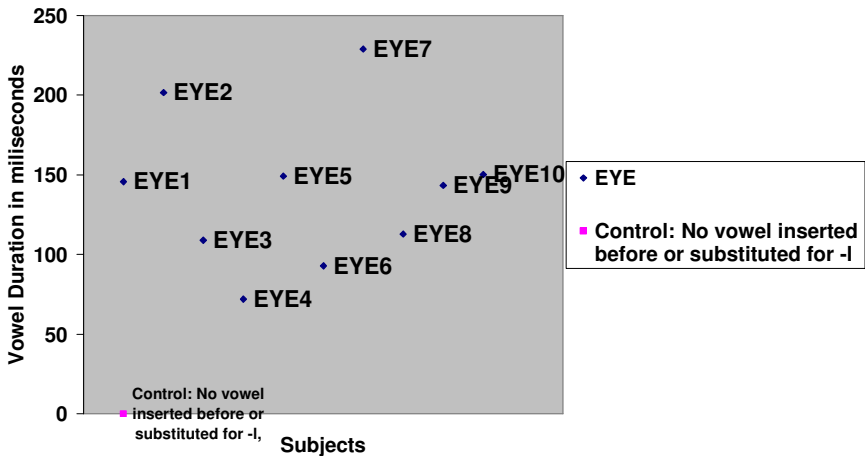 250
200
150
100
50
0
Vowel Duration in miliseconds
EYE7
EYE2
EYE1
EYE5
EYE9
EYE10
EYE3
EYE8
EYE6
EYE4
Control: No vowel
inserted before or
substituted for -l,
Subjects
EYE
Control: No vowel inserted
before or substituted for -l